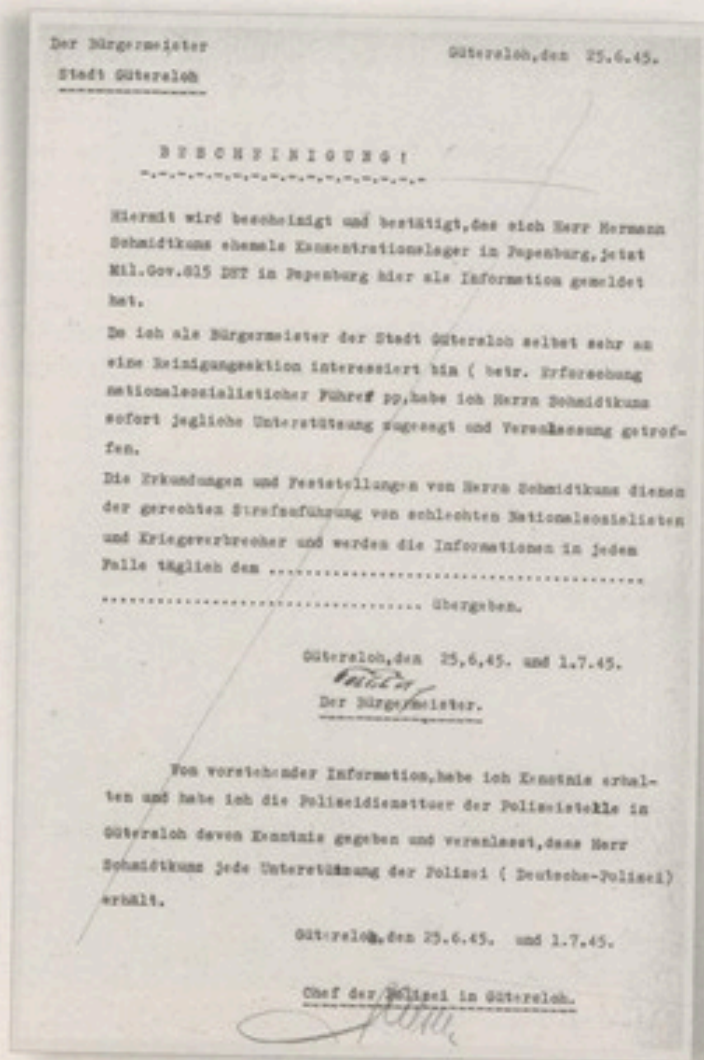 Der Bürgermeister
Gütersloh,den 25.6.45.
Stadt Gütersloh
BESCHEINIGUNG!
Hiermit wird bescheinigt und bestätigt,das sich Herr Hermann
Schmidtkuns ehemals Konzentrationslager in Papenburg,jetzt
Mil.Gov.815 DET in Papenburg hier als Information gemeldet
hat.
Da ich als Bürgermeister der Stadt Gütersloh selbst sehr an
eine Reinigungsaktion interessiert bin ( betr. Erforschung
nationalsozialisticher Führer pp,habe ich Herrn Schmidtkuns
sofort jegliche Unterstützung zugesagt und Veranlassung getrof-
fen.
Die Erkundungen und Feststellungen von Herrn Schmidtkuns dienen
der gerechten Strafzuführung von schlechten Nationalsozialisten
und Kriegsverbrecher und werden die Informationen in jedem
Falle täglich dem ..........................................
.................................... übergeben.
Gütersloh,den 25,6,45. und 1.7.45.
Der Bürgermeister.
Von vorstehender Information,habe ich Kenntnis erhal-
ten und habe ich die Polizeidiensttuer der Polizeistelle in
Gütersloh davon Kenntnis gegeben und veranlasst,dass Herr
Schmidtkuns jede Unterstützung der Polizei ( Deutsche-Polizei)
erhält.
Gütersloh,den 25.6.45. und 1.7.45.
Chef der Polizei in Gütersloh.